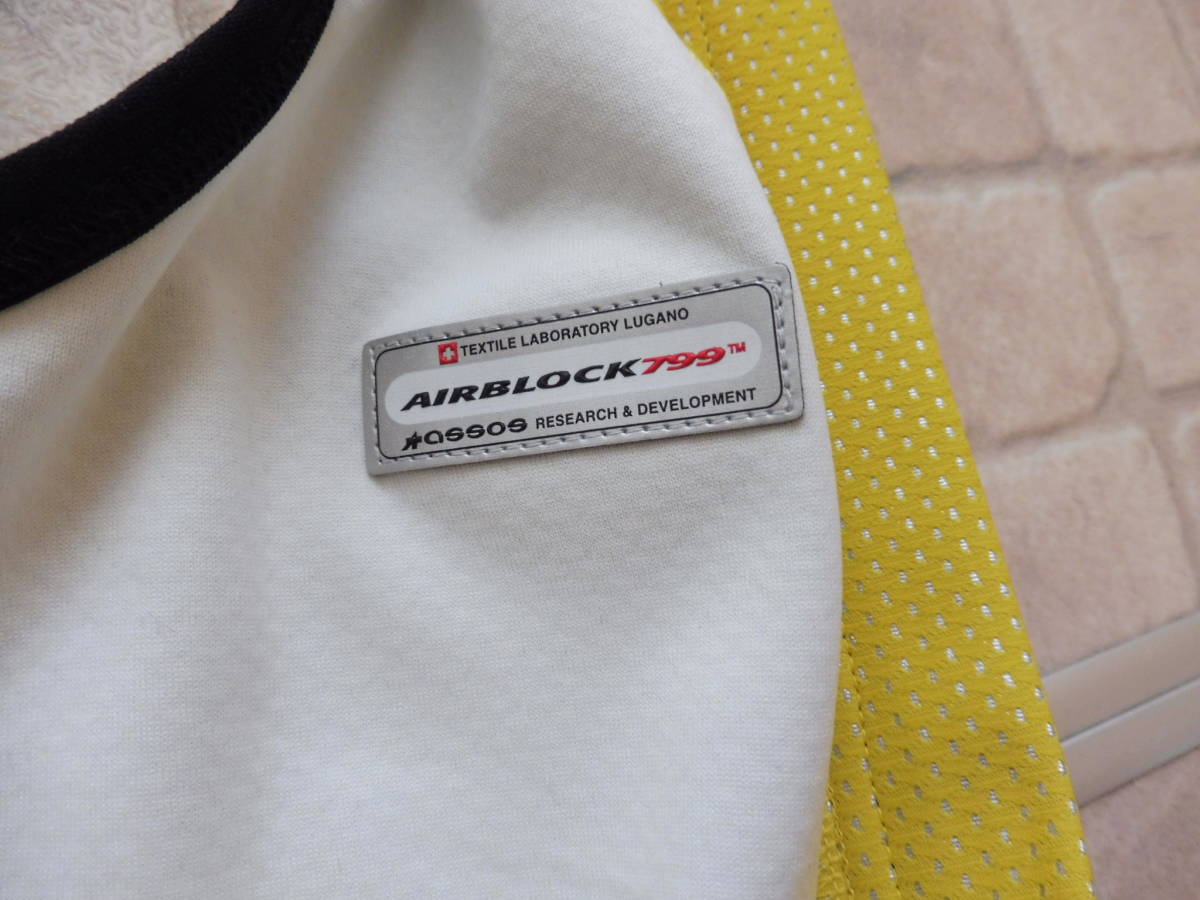 TEXTILE LABORATORY LUGANO
AIRBLOCK799™
assos RESEARCH & DEVELOPMENT